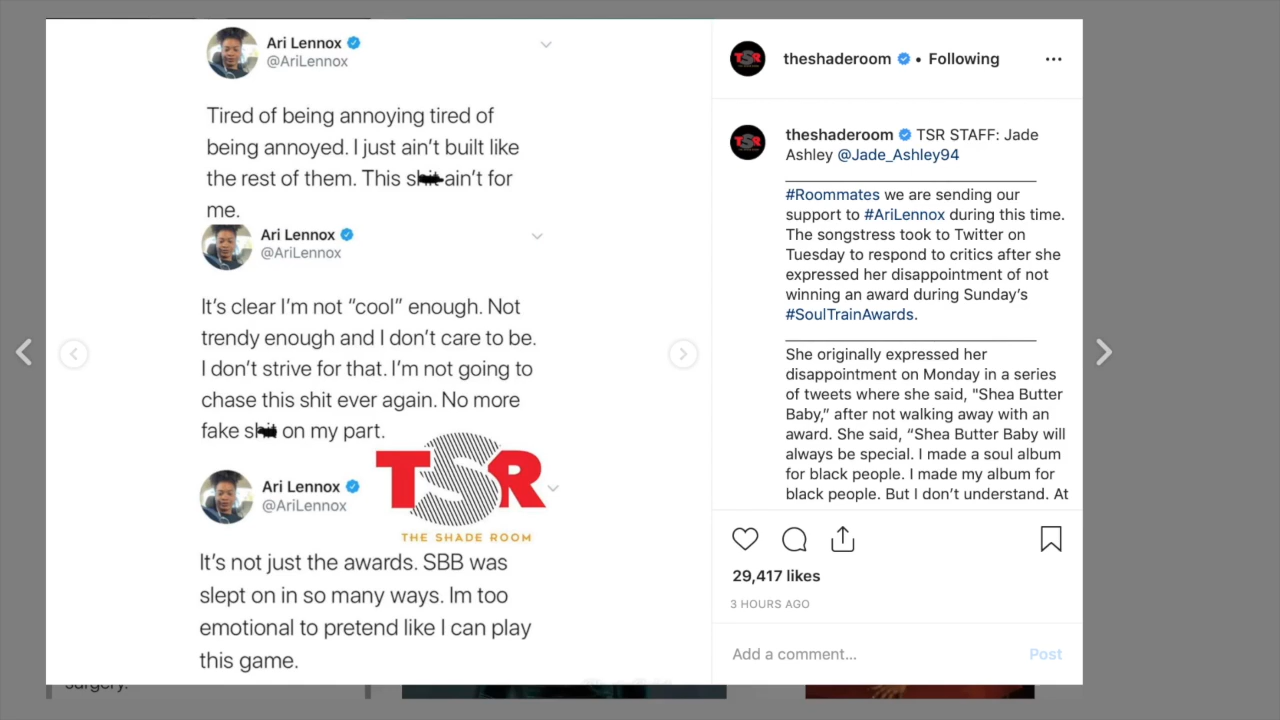 Ari Lennox
@AriLennox
Tired of being annoying tired of
being annoyed. I just ain't built like
the rest of them. This shit ain't for
me.
Ari Lennox
@AriLennox
It's clear I'm not "cool" enough. Not
trendy enough and I don't care to be.
I don't strive for that. I'm not going to
chase this shit ever again. No more
fake shit on my part.
TSR
THE SHADE ROOM
Ari Lennox
@AriLennox
It's not just the awards. SBB was
slept on in so many ways. Im too
emotional to pretend like I can play
this game.
TSR
theshaderoom • Following
TSR
theshaderoom TSR STAFF: Jade
Ashley @Jade_Ashley94
#Roommates we are sending our
support to #AriLennox during this time.
The songstress took to Twitter on
Tuesday to respond to critics after she
expressed her disappointment of not
winning an award during Sunday's
#SoulTrainAwards.
She originally expressed her
disappointment on Monday in a series
of tweets where she said, "Shea Butter
Baby," after not walking away with an
award. She said, "Shea Butter Baby will
always be special. I made a soul album
for black people. I made my album for
black people. But I don't understand. At
29,417 likes
3 HOURS AGO
Add a comment...
Post
surgery.